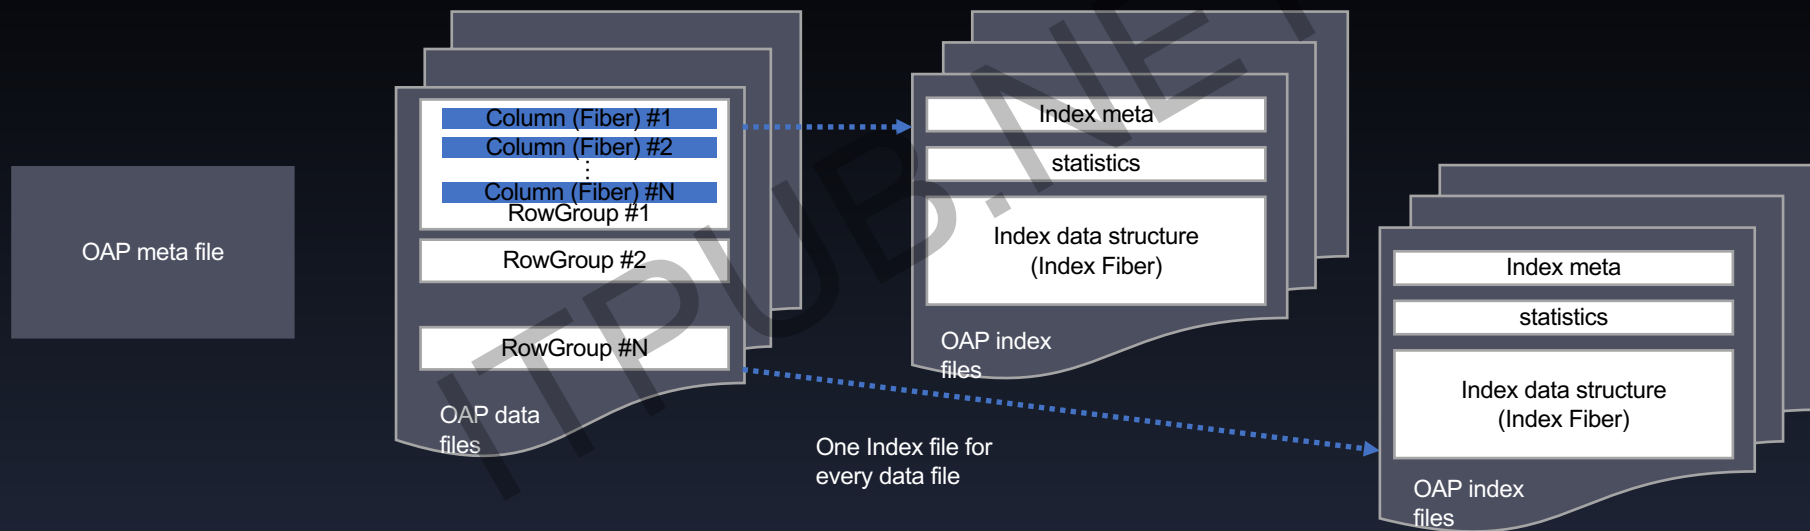 OAP meta file
Column (Fiber) #1
Column (Fiber) #2
⋮
Column (Fiber) #N
RowGroup #1
RowGroup #2
RowGroup #N
OAP data
files
Index meta
statistics
Index data structure
(Index Fiber)
OAP index
files
One Index file for
every data file
Index meta
statistics
Index data structure
(Index Fiber)
OAP index
files
ITPUB.NET